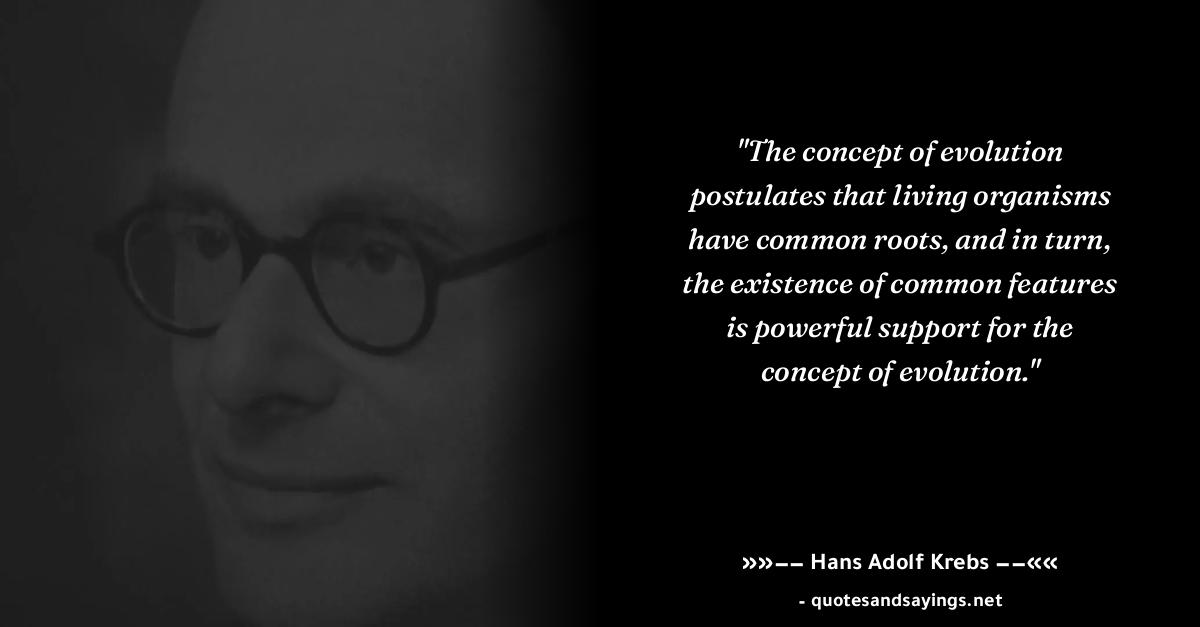 "The concept of evolution
postulates that living organisms
have common roots, and in turn,
the existence of common features
is powerful support for the
concept of evolution."
»»−− Hans Adolf Krebs −−««
- quotesandsayings.net